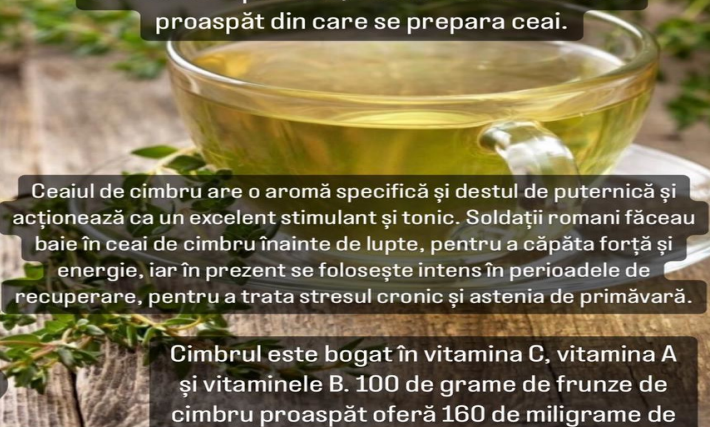 proaspăt din care se prepara ceai.
Ceaiul de cimbru are o aromă specifică și destul de puternică și
acționează ca un excelent stimulant și tonic. Soldații romani făceau
baie în ceai de cimbru înainte de lupte, pentru a căpăta forță și
energie, iar în prezent se folosește intens în perioadele de
recuperare, pentru a trata stresul cronic și astenia de primăvară.
Cimbrul este bogat în vitamina C, vitamina A
și vitaminele B. 100 de grame de frunze de
cimbru proaspăt oferă 160 de miligrame de